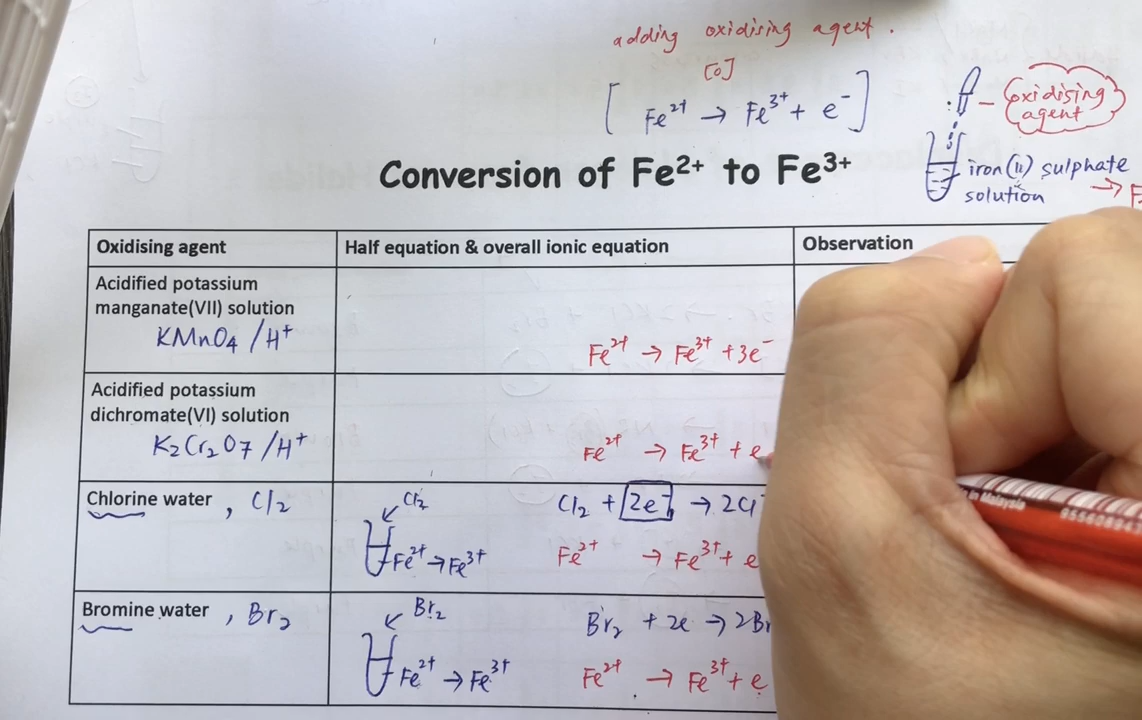 adding oxidising agent.
[O]
[ Fe²⁺ → Fe³⁺ + e⁻ ]
oxidising
agent
iron(ii) sulphate
solution
→ F
Conversion of Fe2+ to Fe3+
Oxidising agent
Half equation & overall ionic equation
Observation
Acidified potassium
manganate(VII) solution
KMnO4 /H⁺
Fe²⁺ → Fe³⁺ +3e⁻
Acidified potassium
dichromate(VI) solution
K2Cr2O7 /H⁺
Fe²⁺ → Fe³⁺ + e
Chlorine water , Cl2
Cl2
Cl2 + 2e⁻ → 2Cl⁻
Fe²⁺ → Fe³⁺
Fe²⁺ → Fe³⁺ + e
Bromine water , Br2
Br2
Br2 + 2e → 2Br
Fe²⁺ → Fe³⁺
Fe²⁺ → Fe³⁺ + e
in Malaysia